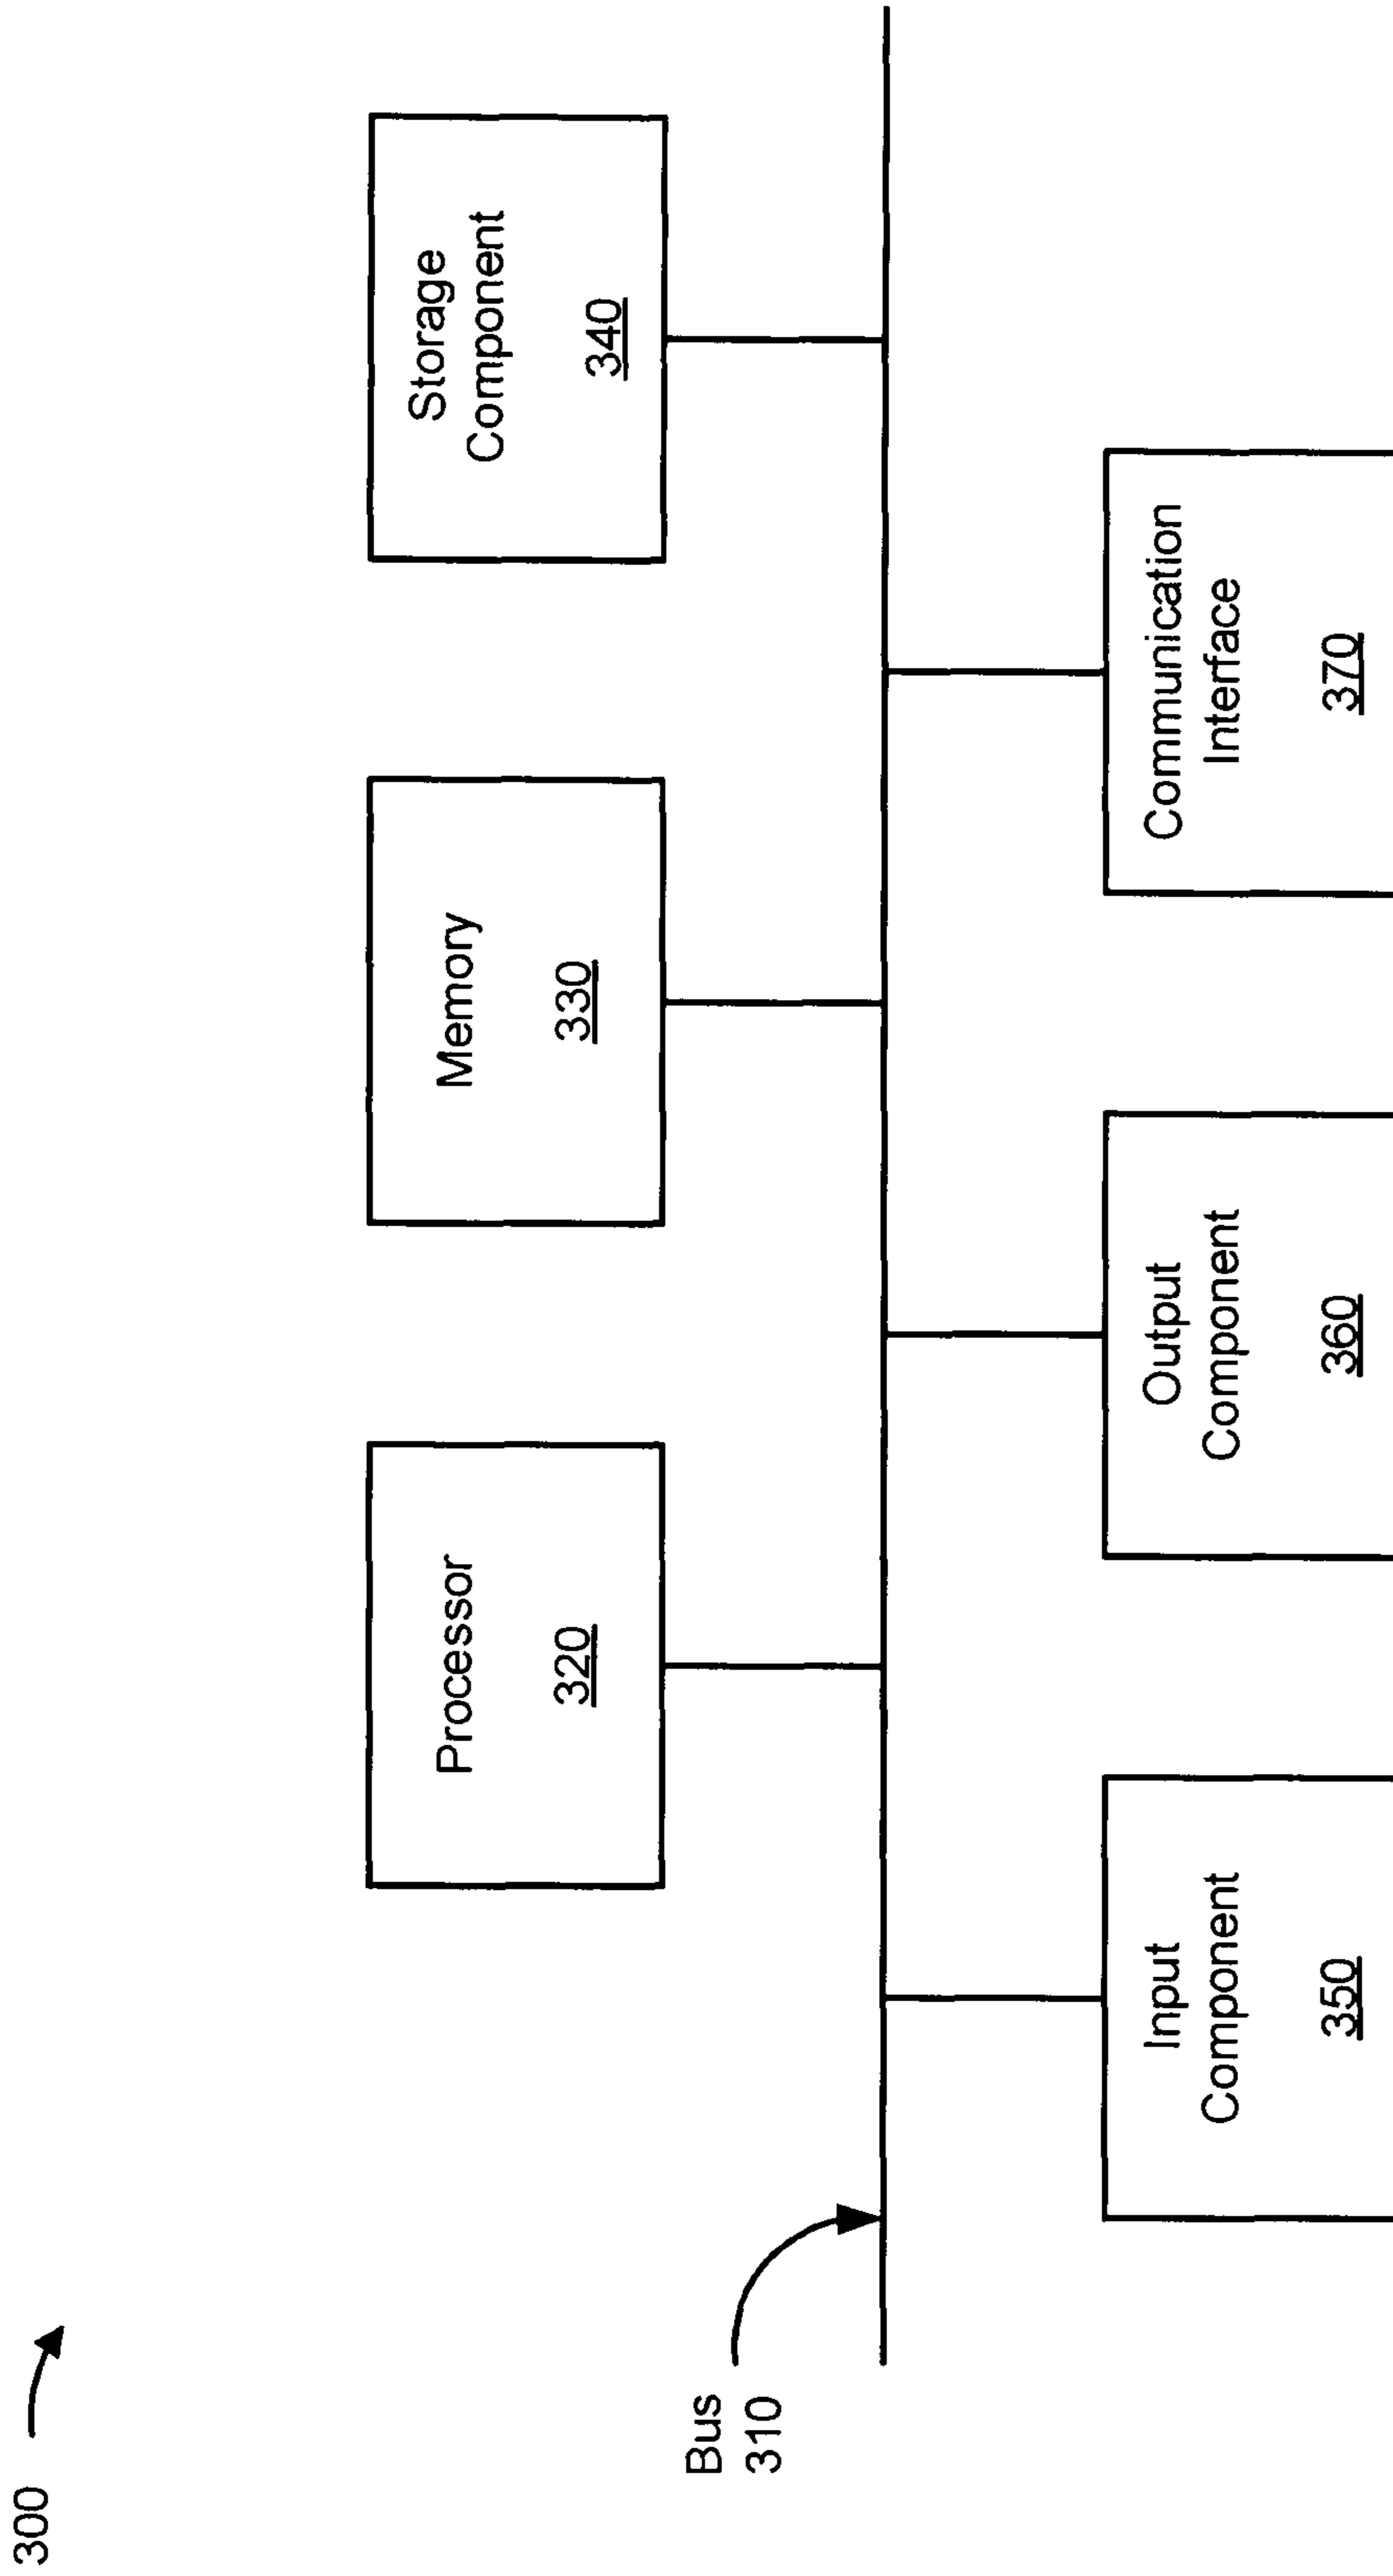 300
Bus
310
Processor
320
Memory
330
Storage
Component
340
Input
Component
350
Output
Component
360
Communication
Interface
370